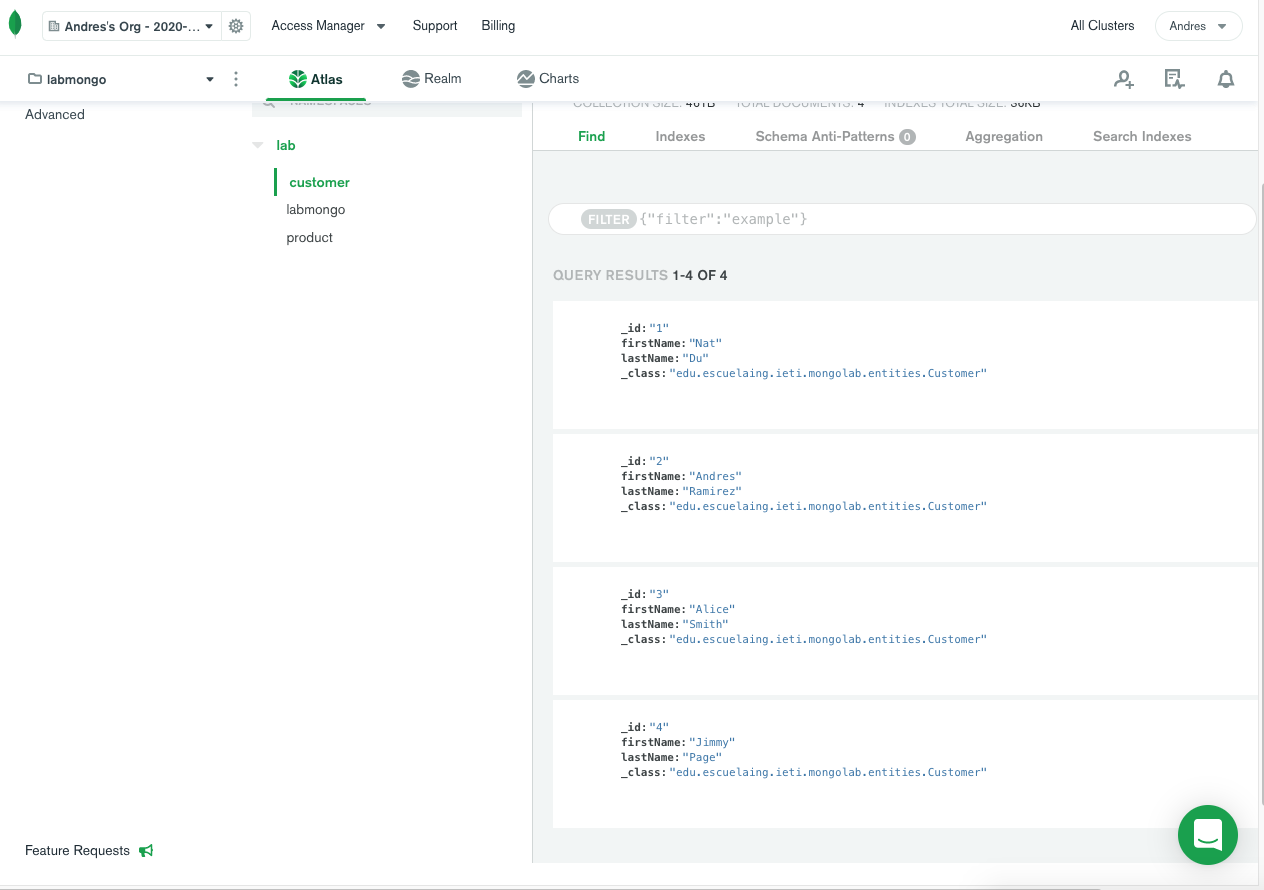 Andres's Org - 2020-...
Access Manager
Support
Billing
All Clusters
Andres
labmongo
Atlas
Realm
Charts
Advanced
lab
customer
labmongo
product
Feature Requests
COLLECTION SIZE: 461B TOTAL DOCUMENTS: 4 INDEXES TOTAL SIZE: 36KB
Find
Indexes
Schema Anti-Patterns 0
Aggregation
Search Indexes
FILTER {"filter":"example"}
QUERY RESULTS 1-4 OF 4
_id: "1"
firstName: "Nat"
lastName: "Du"
_class: "edu.escuelaing.ieti.mongolab.entities.Customer"
_id: "2"
firstName: "Andres"
lastName: "Ramirez"
_class: "edu.escuelaing.ieti.mongolab.entities.Customer"
_id: "3"
firstName: "Alice"
lastName: "Smith"
_class: "edu.escuelaing.ieti.mongolab.entities.Customer"
_id: "4"
firstName: "Jimmy"
lastName: "Page"
_class: "edu.escuelaing.ieti.mongolab.entities.Customer"